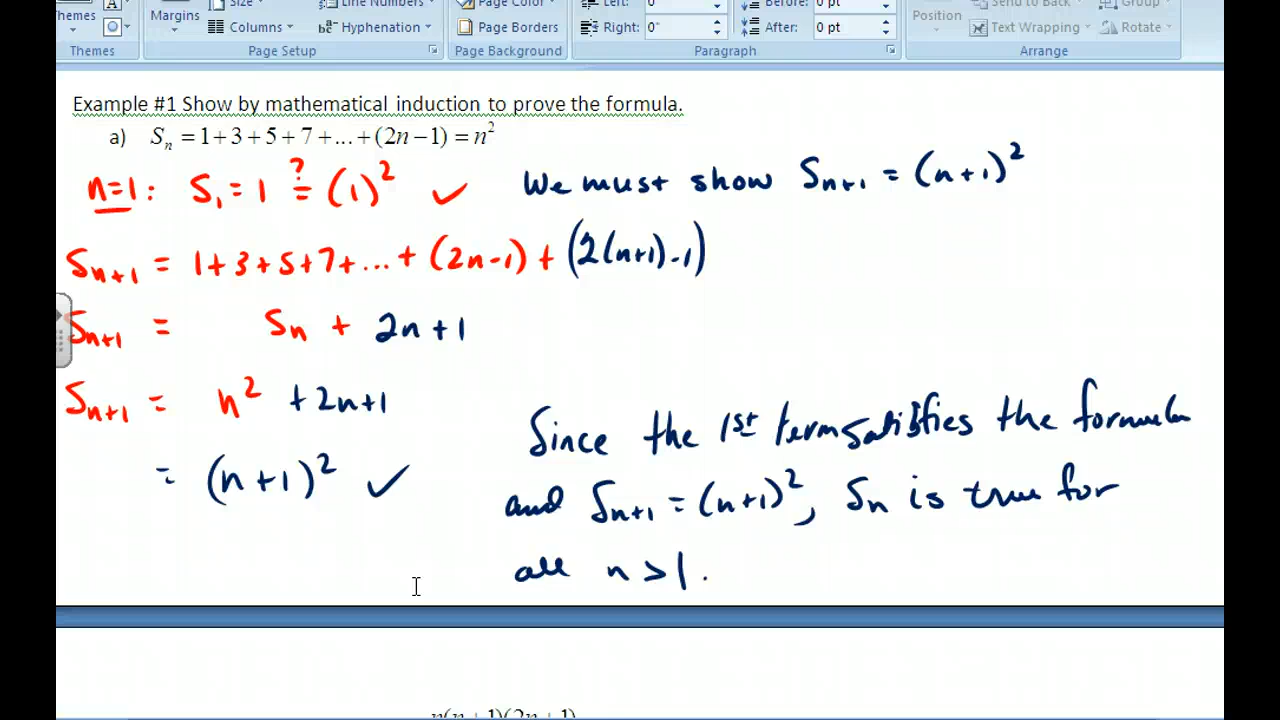 Themes A Margins Size Line Numbers Page Color Left: 0 Before: 0 pt Position Send to Back Group
Columns Hyphenation Page Borders Right: 0" After: 0 pt Text Wrapping Rotate
Themes Page Setup Page Background Paragraph Arrange
Example #1 Show by mathematical induction to prove the formula.
a) Sₙ = 1+3+5+7+...+(2n−1) = n²
n=1: S₁ = 1 ?= (1)² ✓ We must show Sₙ₊₁ = (n+1)²
Sₙ₊₁ = 1+3+5+7+...+(2n-1)+(2(n+1)-1)
Sₙ₊₁ = Sₙ + 2n+1
Sₙ₊₁ = n² +2n+1
= (n+1)² ✓
Since the 1st term satisfies the formula
and Sₙ₊₁ = (n+1)², Sₙ is true for
all n > 1.
n(n+1)(2n+1)